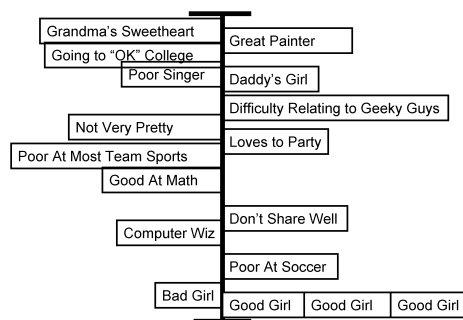 Grandma's Sweetheart
Great Painter
Going to "OK" College
Poor Singer
Daddy's Girl
Difficulty Relating to Geeky Guys
Not Very Pretty
Loves to Party
Poor At Most Team Sports
Good At Math
Don't Share Well
Computer Wiz
Poor At Soccer
Bad Girl
Good Girl
Good Girl
Good Girl